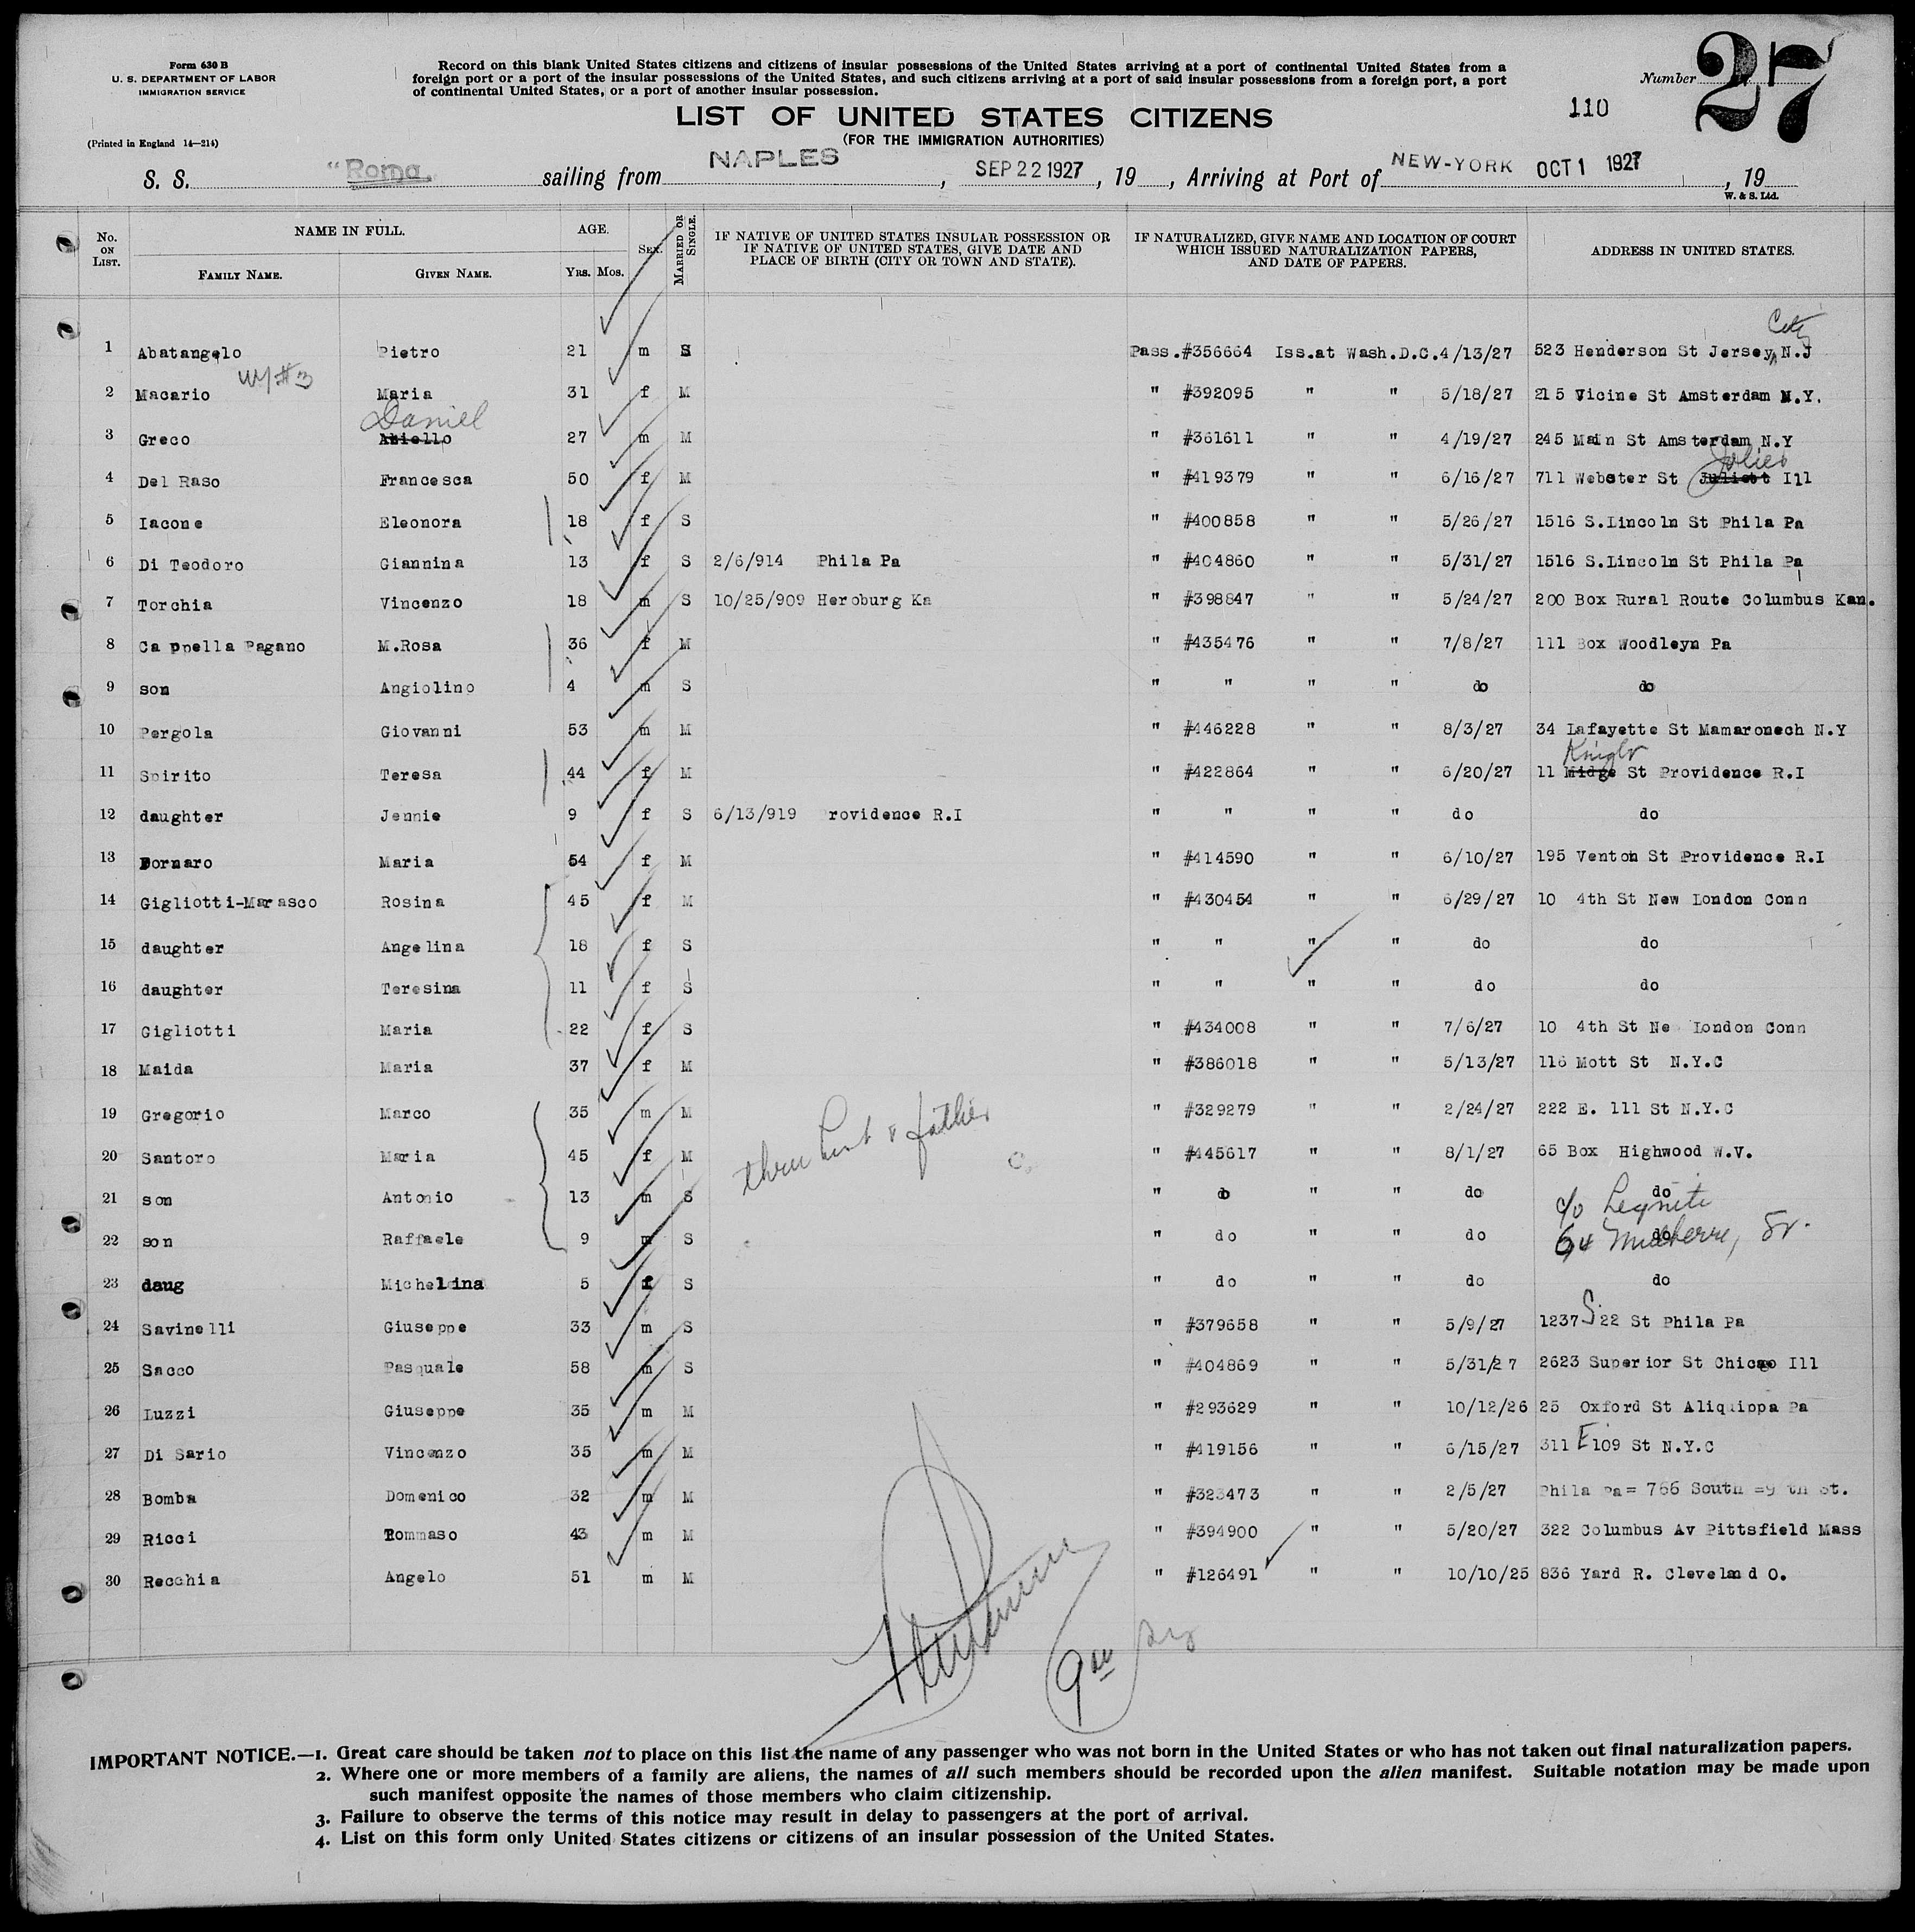 Form 630 B
U. S. DEPARTMENT OF LABOR
IMMIGRATION SERVICE
(Printed in England 14—214)
Record on this blank United States citizens and citizens of insular possessions of the United States arriving at a port of continental United States from a
foreign port or a port of the insular possessions of the United States, and such citizens arriving at a port of said insular possessions from a foreign port, a port
of continental United States, or a port of another insular possession.
Number 27
110
LIST OF UNITED STATES CITIZENS
(FOR THE IMMIGRATION AUTHORITIES)
S. S. "Roma. sailing from NAPLES, SEP 22 1927, 19 , Arriving at Port of NEW-YORK OCT 1 1927, 19
W. & S. Ltd.
No. ON LIST. NAME IN FULL. FAMILY NAME. GIVEN NAME. AGE. YRS. MOS. SEX. MARRIED OR SINGLE. IF NATIVE OF UNITED STATES INSULAR POSSESSION OR IF NATIVE OF UNITED STATES, GIVE DATE AND PLACE OF BIRTH (CITY OR TOWN AND STATE). IF NATURALIZED, GIVE NAME AND LOCATION OF COURT WHICH ISSUED NATURALIZATION PAPERS, AND DATE OF PAPERS. ADDRESS IN UNITED STATES.
City
1 Abatangelo Pietro 21 m S Pass.#356664 Iss.at Wash.D.C.4/13/27 523 Henderson St Jersey N.J
#3
2 Macario Maria 31 f M " #392095 " " 5/18/27 215 Vicine St Amsterdam N.Y.
Daniel
3 Greco Aniello 27 m M " #361611 " " 4/19/27 245 Main St Amsterdam N.Y
Joliet
4 Del Raso Francesca 50 f M " #419379 " " 6/16/27 711 Webster St Juliett Ill
5 Iacone Eleonora 18 f S " #400858 " " 5/26/27 1516 S.Lincoln St Phila Pa
6 Di Teodoro Giannina 13 f S 2/6/914 Phila Pa " #404860 " " 5/31/27 1516 S.Lincoln St Phila Pa
7 Torchia Vincenzo 18 m S 10/25/909 Heroburg Ka " #398847 " " 5/24/27 200 Box Rural Route Columbus Kan.
8 Cappella Pagano M.Rosa 36 f M " #435476 " " 7/8/27 111 Box Woodleyn Pa
9 son Angiolino 4 m S " " " " do do
10 Pergola Giovanni 53 m M " #446228 " " 8/3/27 34 Lafayette St Mamaronech N.Y
Knight
11 Spirito Teresa 44 f M " #422864 " " 6/20/27 11 Midge St Providence R.I
12 daughter Jennie 9 f S 6/13/919 Providence R.I " " " " do do
13 Fornaro Maria 54 f M " #414590 " " 6/10/27 195 Venton St Providence R.I
14 Gigliotti-Marasco Rosina 45 f M " #430454 " " 6/29/27 10 4th St New London Conn
15 daughter Angelina 18 f S " " " " do do
16 daughter Teresina 11 f S " " " " do do
17 Gigliotti Maria 22 f S " #434008 " " 7/6/27 10 4th St Ne London Conn
18 Maida Maria 37 f M " #386018 " " 5/13/27 116 Mott St N.Y.C
19 Gregorio Marco 35 m M " #329279 " " 2/24/27 222 E. 111 St N.Y.C
thru & father
20 Santoro Maria 45 f M " #445617 " " 8/1/27 65 Box Highwood W.V.
21 son Antonio 13 m S " do " " do do
c/o
22 son Raffaele 9 m S " do " " do do
64 Mulberry St.
23 daug Michelina 5 f S " do " " do do
24 Savinelli Giuseppe 33 m S " #379658 " " 5/9/27 1237 S 22 St Phila Pa
25 Sacco Pasquale 58 m S " #404869 " " 5/31/27 2623 Superior St Chicago Ill
26 Luzzi Giuseppe 35 m M " #293629 " " 10/12/26 25 Oxford St Aliquippa Pa
27 Di Sario Vincenzo 35 m M " #419156 " " 6/15/27 311 E 109 St N.Y.C
28 Bomba Domenico 32 m M " #323473 " " 2/5/27 Phila Pa= 766 South =9 th St.
29 Ricci Tommaso 43 m M " #394900 " " 5/20/27 322 Columbus Av Pittsfield Mass
30 Recchia Angelo 51 m M " #126491 " " 10/10/25 836 Yard R. Cleveland O.
IMPORTANT NOTICE.—1. Great care should be taken not to place on this list the name of any passenger who was not born in the United States or who has not taken out final naturalization papers.
2. Where one or more members of a family are aliens, the names of all such members should be recorded upon the alien manifest. Suitable notation may be made upon
such manifest opposite the names of those members who claim citizenship.
3. Failure to observe the terms of this notice may result in delay to passengers at the port of arrival.
4. List on this form only United States citizens or citizens of an insular possession of the United States.